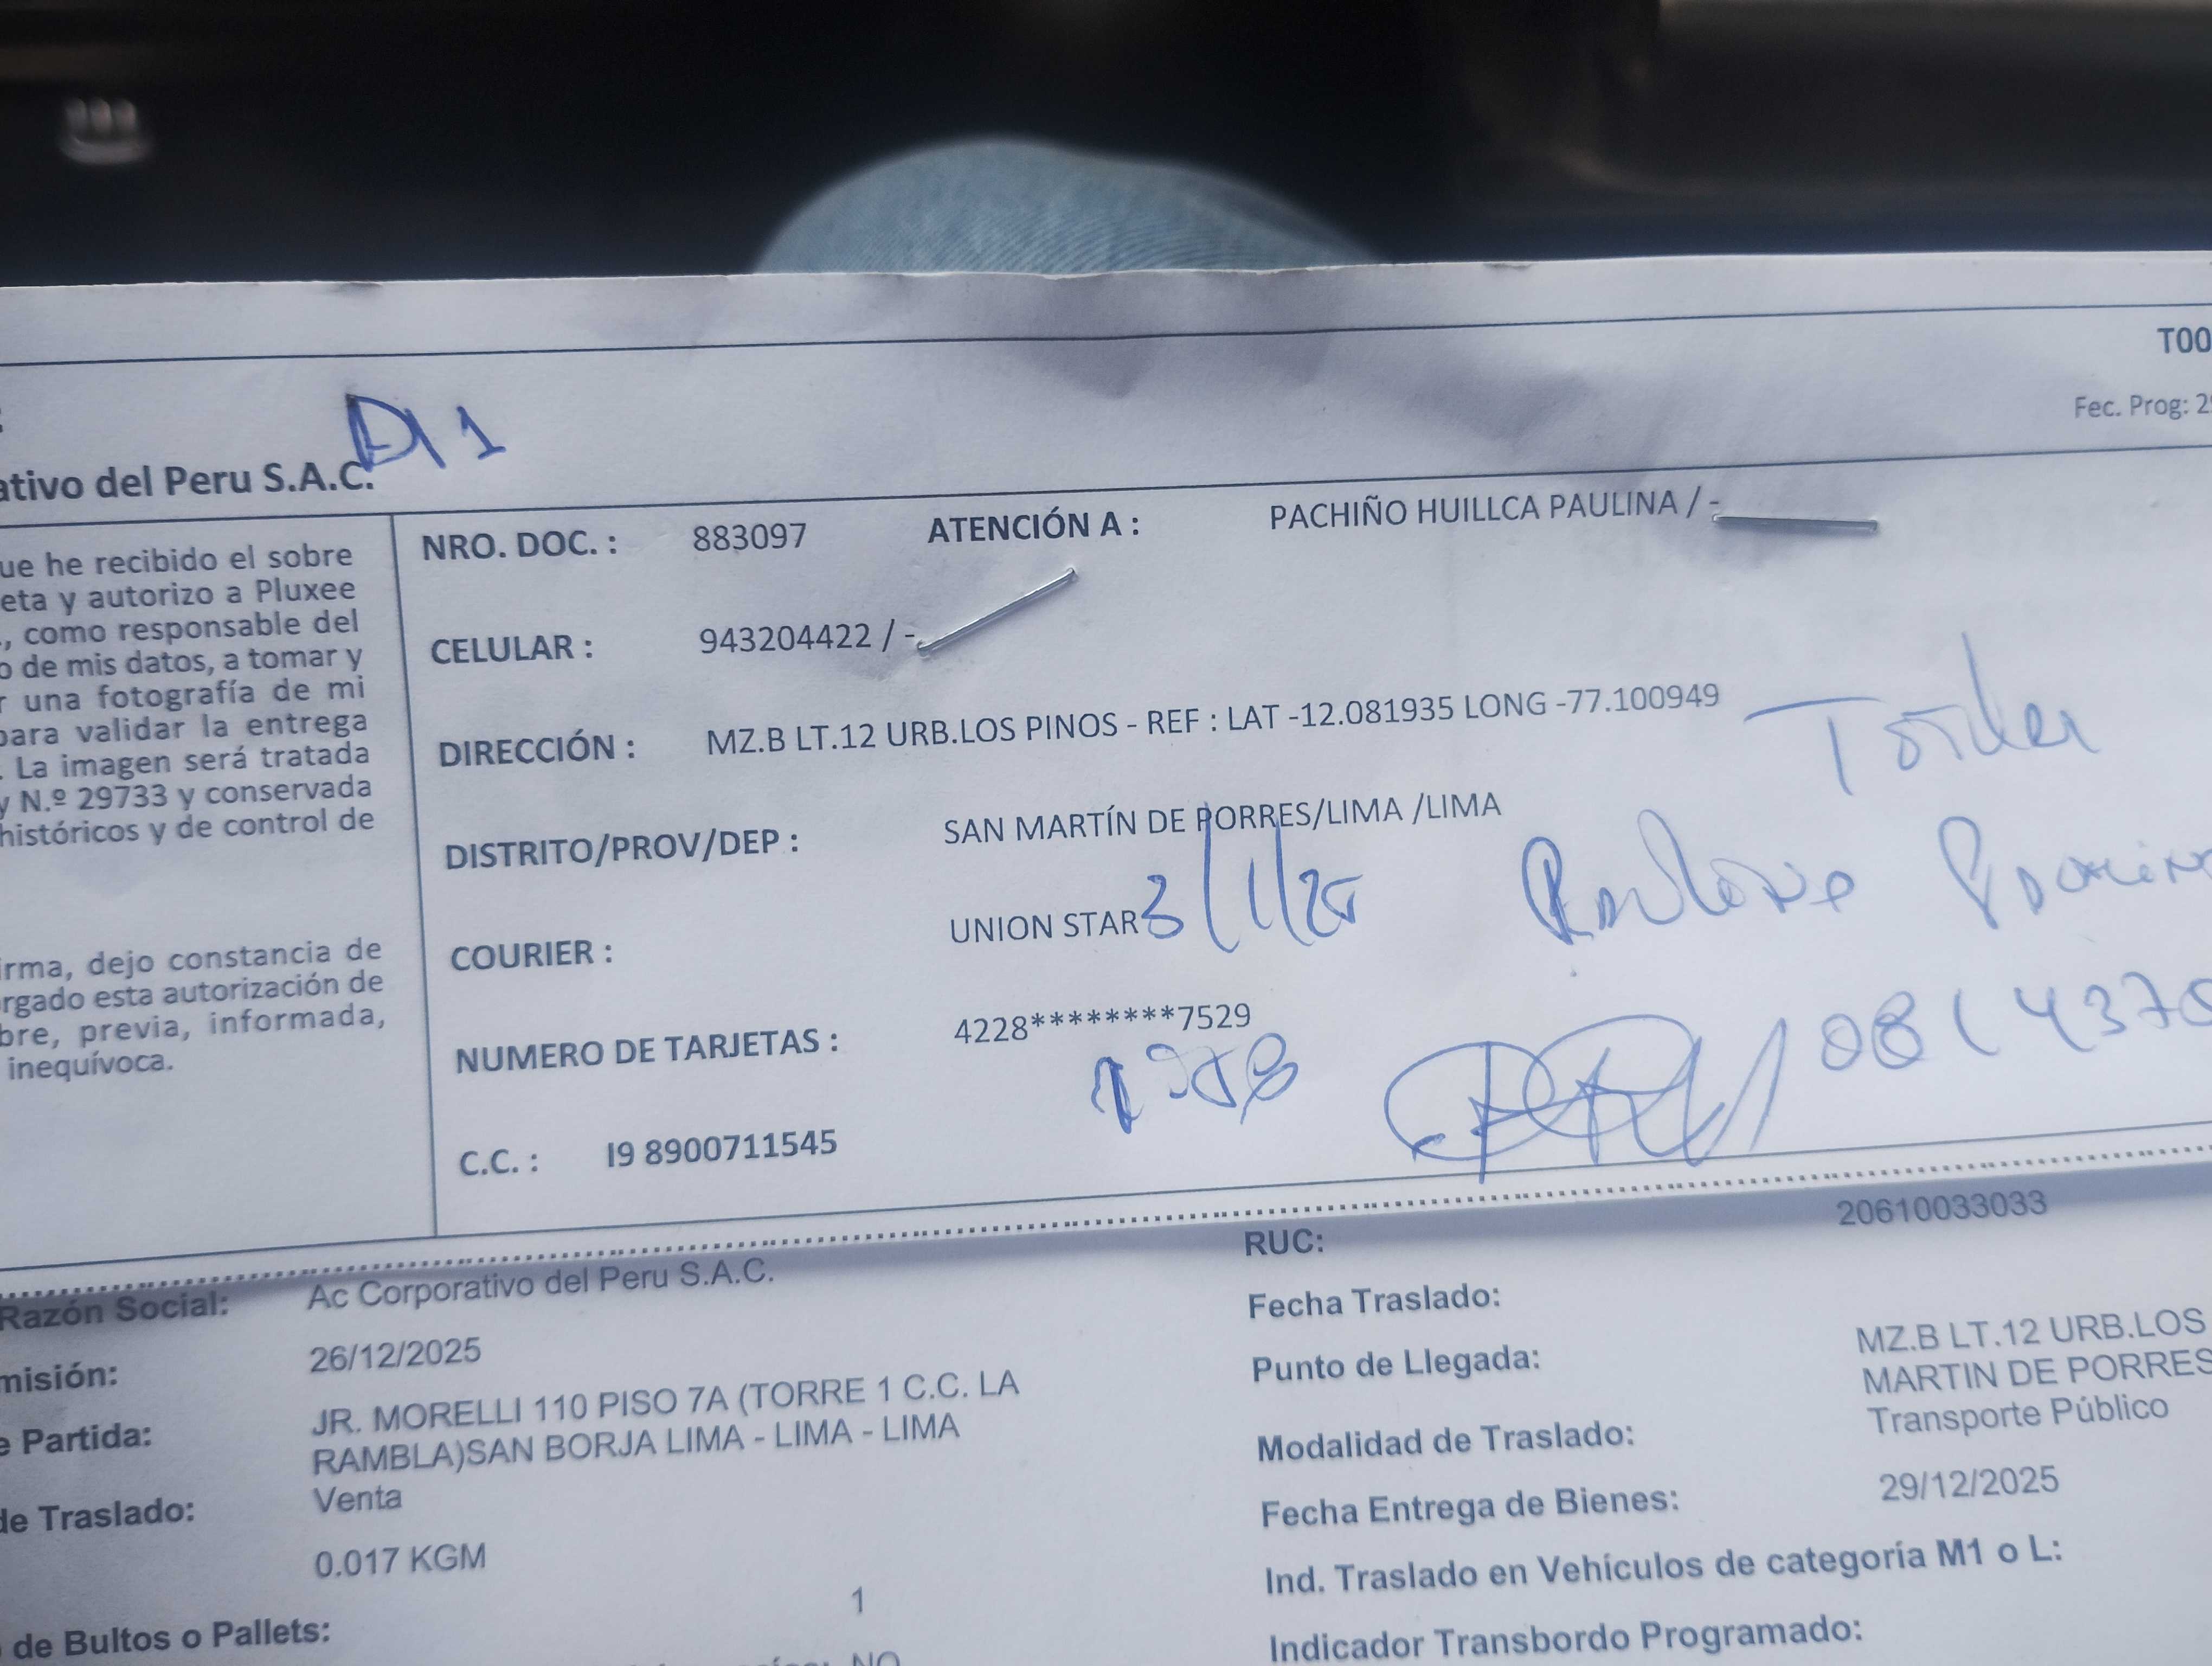 T00
Fec. Prog: 2
ativo del Peru S.A.C.
ue he recibido el sobre
eta y autorizo a Pluxee
., como responsable del
o de mis datos, a tomar y
r una fotografía de mi
para validar la entrega
. La imagen será tratada
y N.º 29733 y conservada
históricos y de control de
irma, dejo constancia de
orgado esta autorización de
bre, previa, informada,
inequívoca.
NRO. DOC. : 883097 ATENCIÓN A : PACHIÑO HUILLCA PAULINA / -
CELULAR : 943204422 / -
DIRECCIÓN : MZ.B LT.12 URB.LOS PINOS - REF : LAT -12.081935 LONG -77.100949
DISTRITO/PROV/DEP : SAN MARTÍN DE PORRES/LIMA /LIMA
COURIER : UNION STAR
3/1/25
NUMERO DE TARJETAS : 4228********7529
C.C. : I9 8900711545
Razón Social: Ac Corporativo del Peru S.A.C.
misión: 26/12/2025
e Partida: JR. MORELLI 110 PISO 7A (TORRE 1 C.C. LA
RAMBLA)SAN BORJA LIMA - LIMA - LIMA
de Traslado: Venta
0.017 KGM
de Bultos o Pallets: 1
NO
RUC: 20610033033
Fecha Traslado:
Punto de Llegada: MZ.B LT.12 URB.LOS
MARTIN DE PORRES
Modalidad de Traslado: Transporte Público
Fecha Entrega de Bienes: 29/12/2025
Ind. Traslado en Vehículos de categoría M1 o L:
Indicador Transbordo Programado: